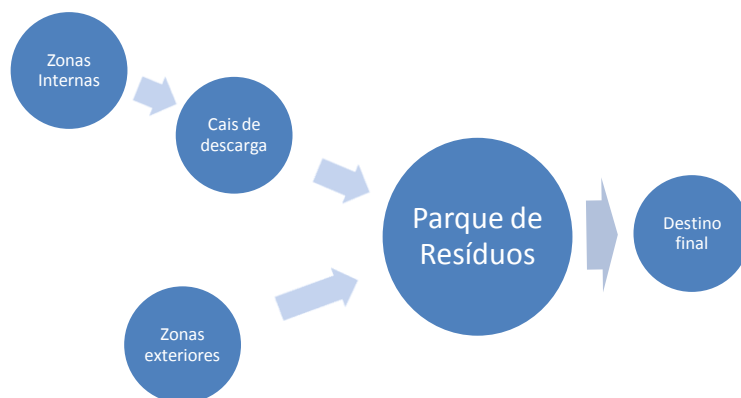 Zonas
Internas
Cais de
descarga
Parque de
Resíduos
Destino
final
Zonas
exteriores